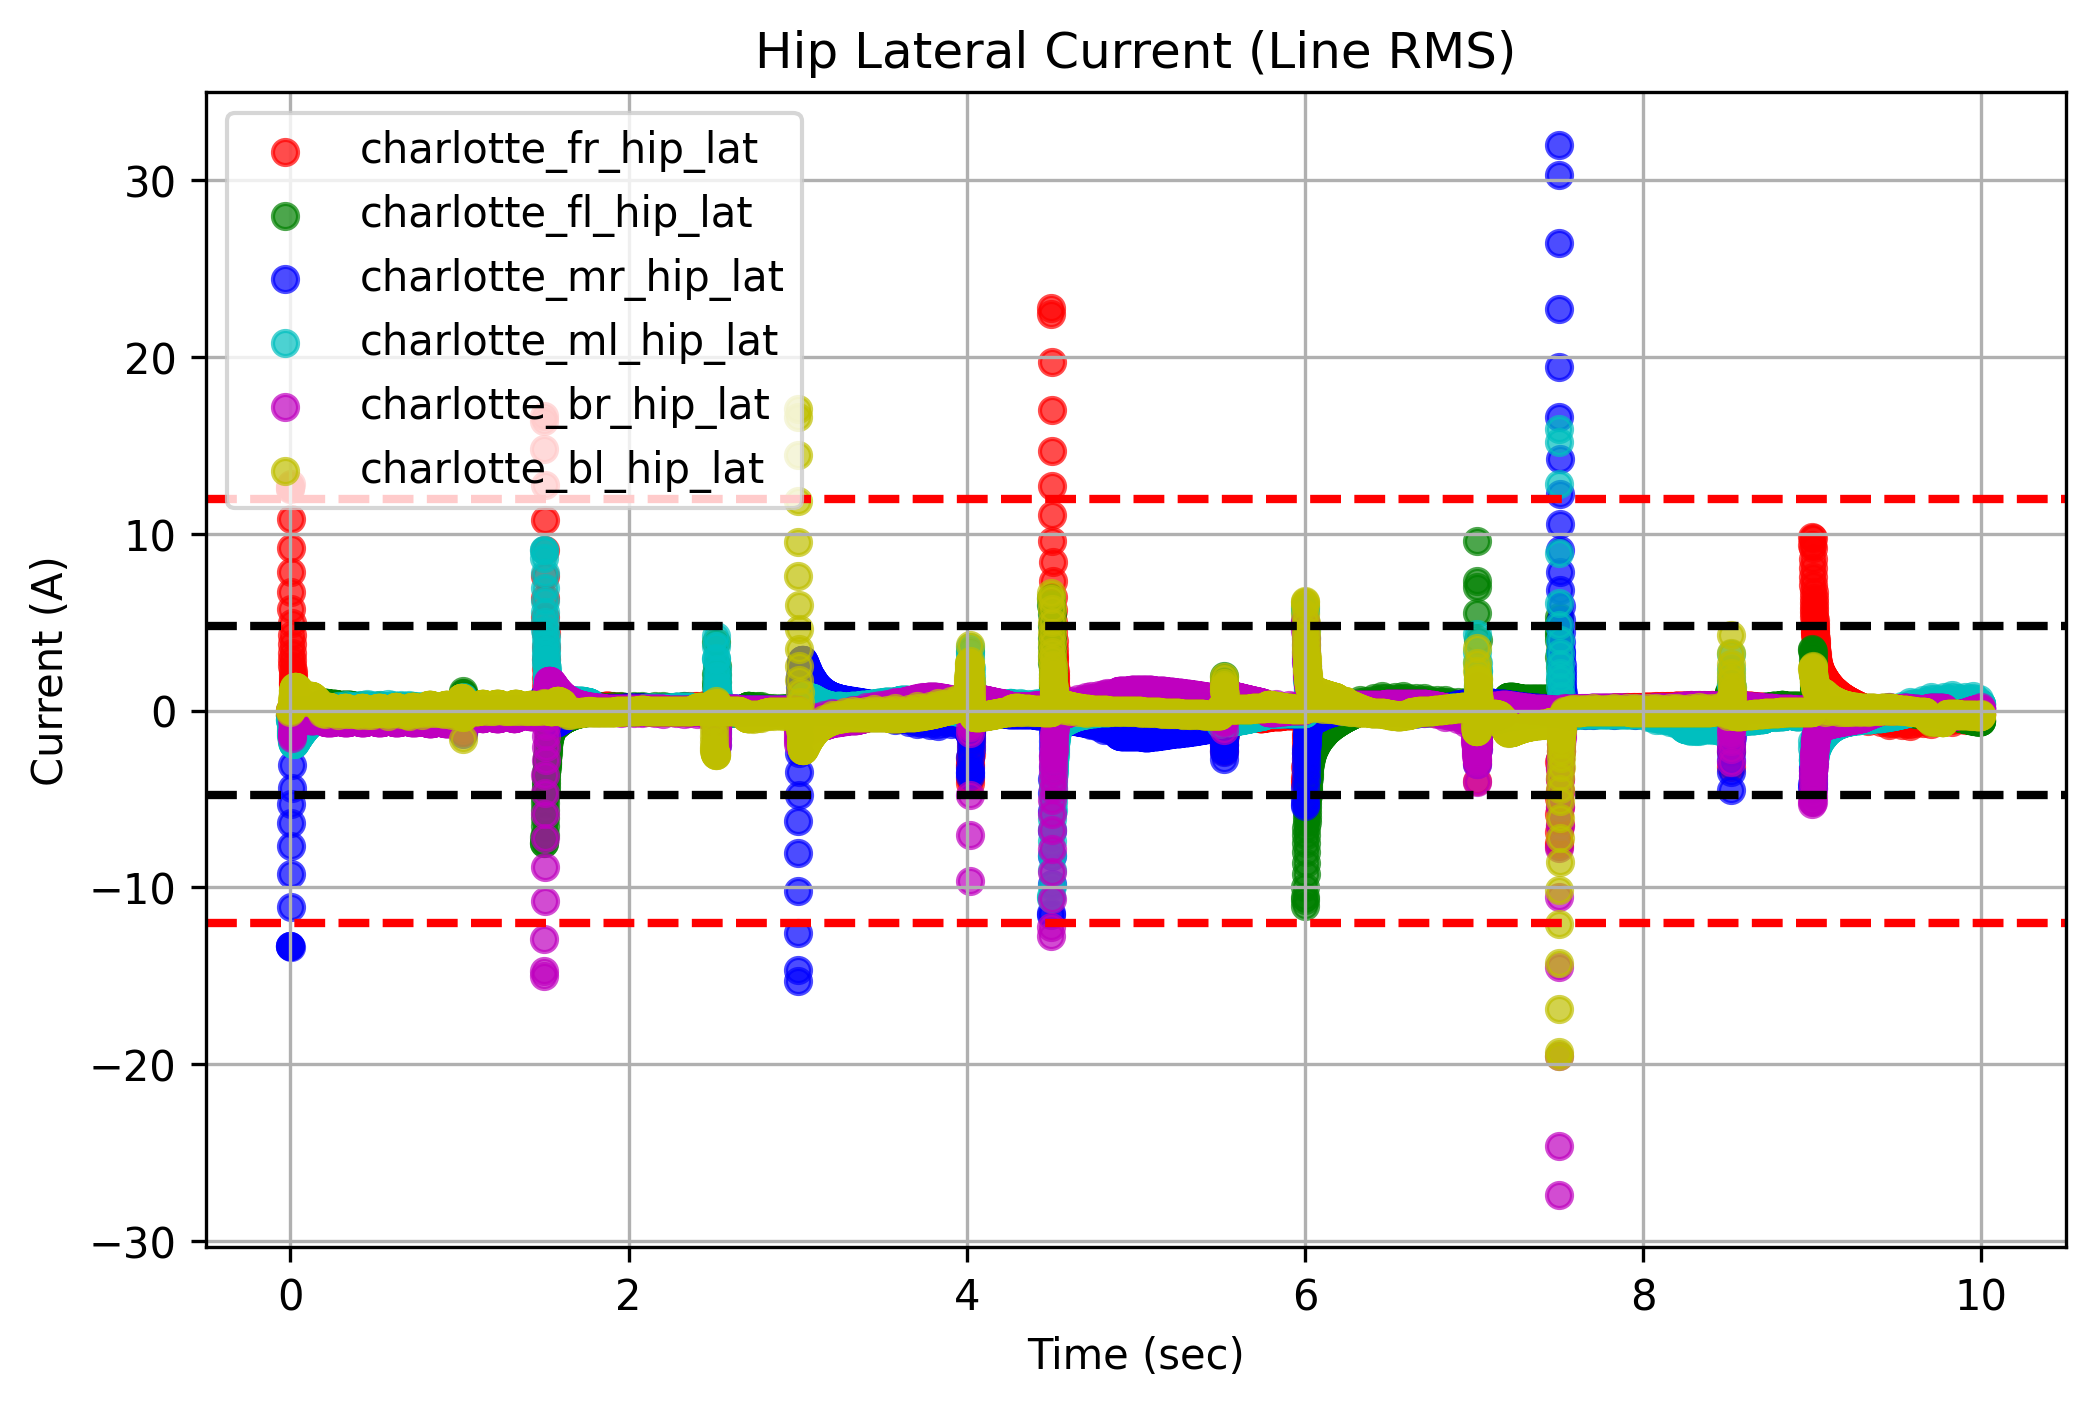 Hip Lateral Current (Line RMS)
charlotte_fr_hip_lat
charlotte_fl_hip_lat
charlotte_mr_hip_lat
charlotte_ml_hip_lat
charlotte_br_hip_lat
charlotte_bl_hip_lat
30
20
10
0
−10
−20
−30
Current (A)
0 2 4 6 8 10
Time (sec)